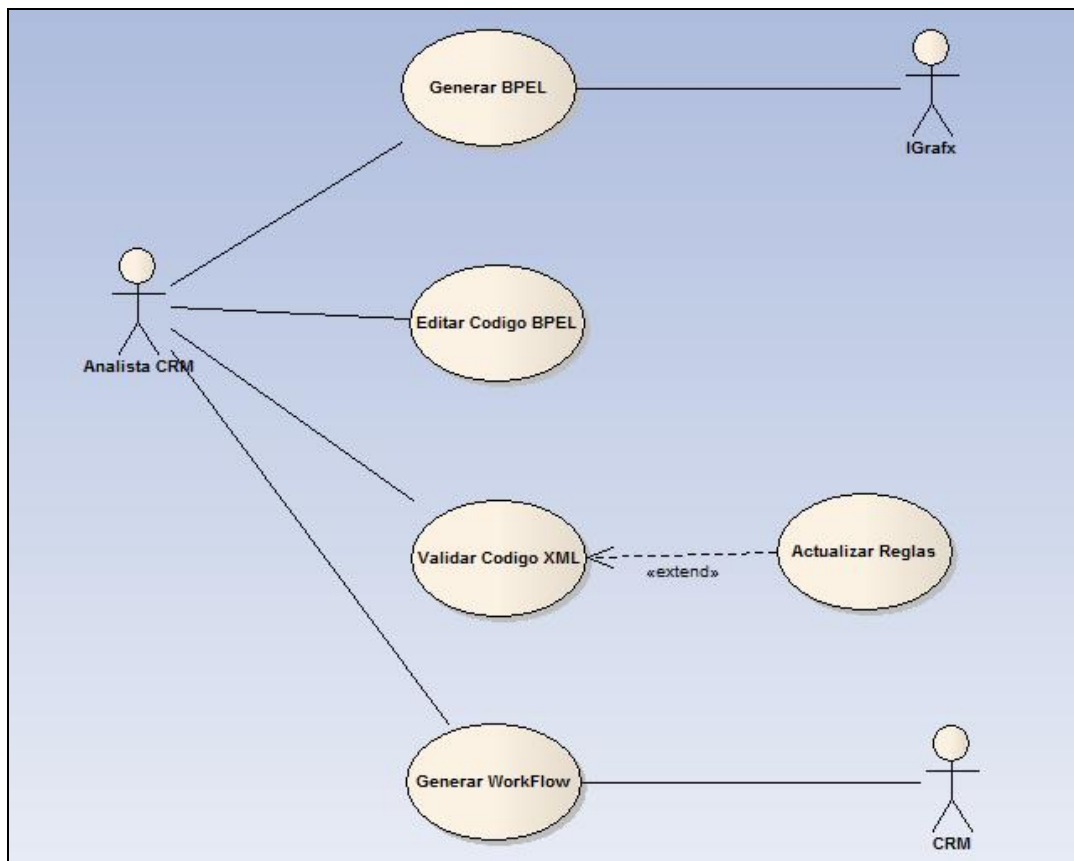 Generar BPEL
IGrafx
Analista CRM
Editar Codigo BPEL
Validar Codigo XML
«extend»
Actualizar Reglas
Generar WorkFlow
CRM